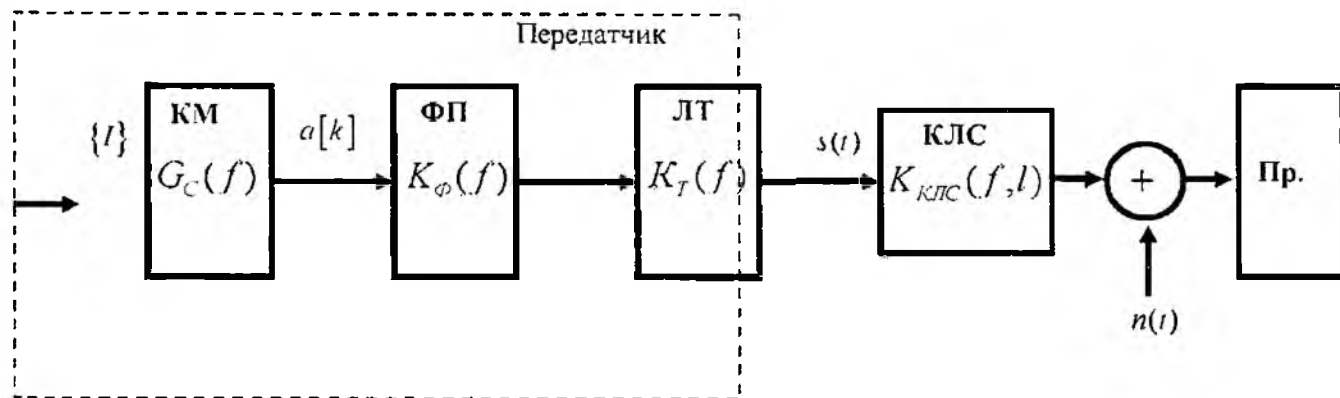 Передатчик
{I}
КМ
G_C(f)
a[k]
ФП
K_Ф(f)
ЛТ
K_T(f)
s(t)
КЛС
K_КЛС(f,l)
+
n(t)
Пр.